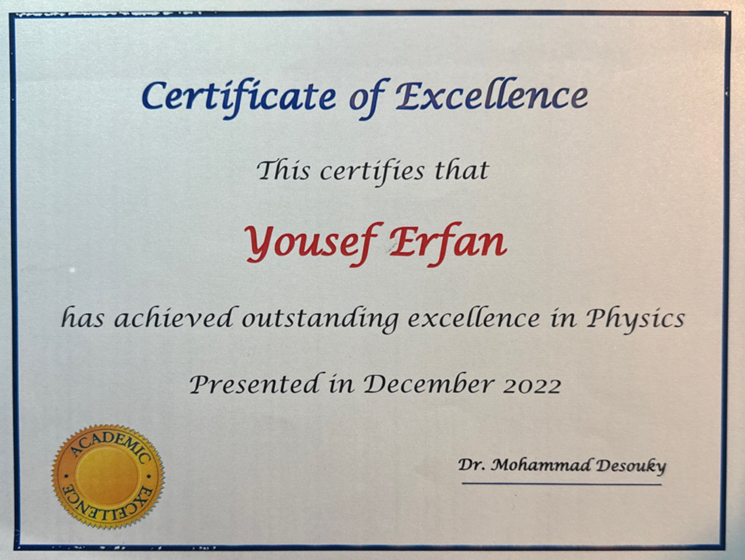 Certificate of Excellence
This certifies that
Yousef Erfan
has achieved outstanding excellence in Physics
Presented in December 2022
ACADEMIC
EXCELLENCE
Dr. Mohammad Desouky